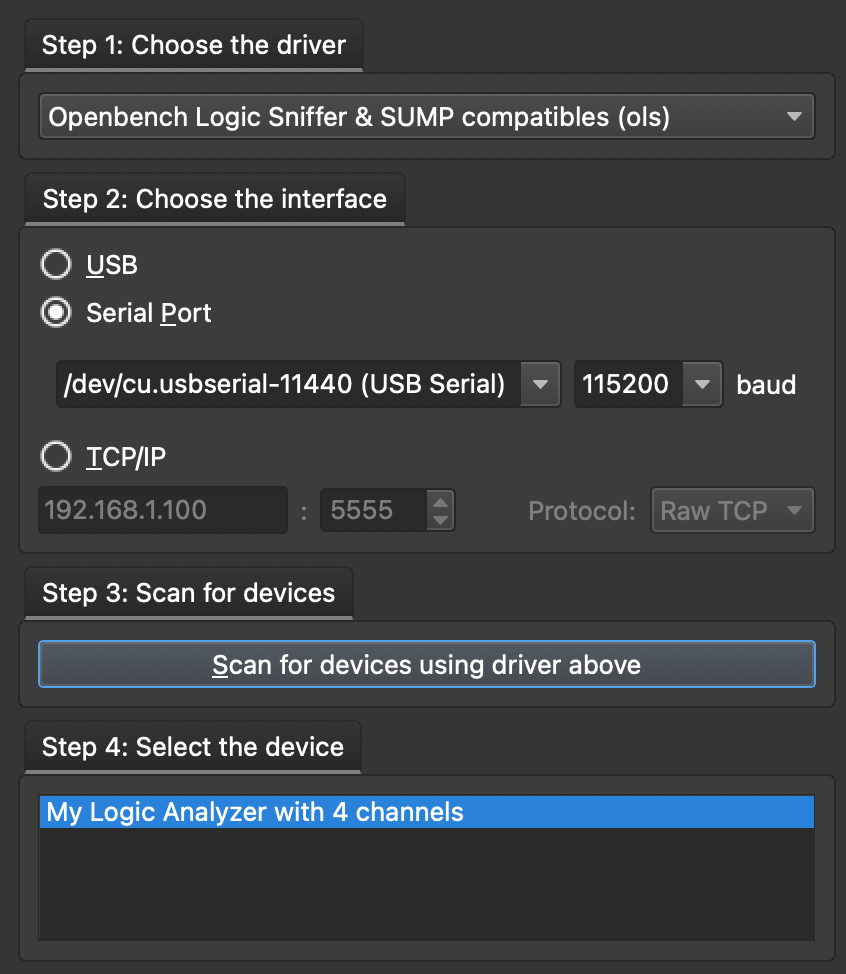 Step 1: Choose the driver
Openbench Logic Sniffer & SUMP compatibles (ols)
Step 2: Choose the interface
USB
Serial Port
/dev/cu.usbserial-11440 (USB Serial) 115200 baud
TCP/IP
192.168.1.100 : 5555 Protocol: Raw TCP
Step 3: Scan for devices
Scan for devices using driver above
Step 4: Select the device
My Logic Analyzer with 4 channels